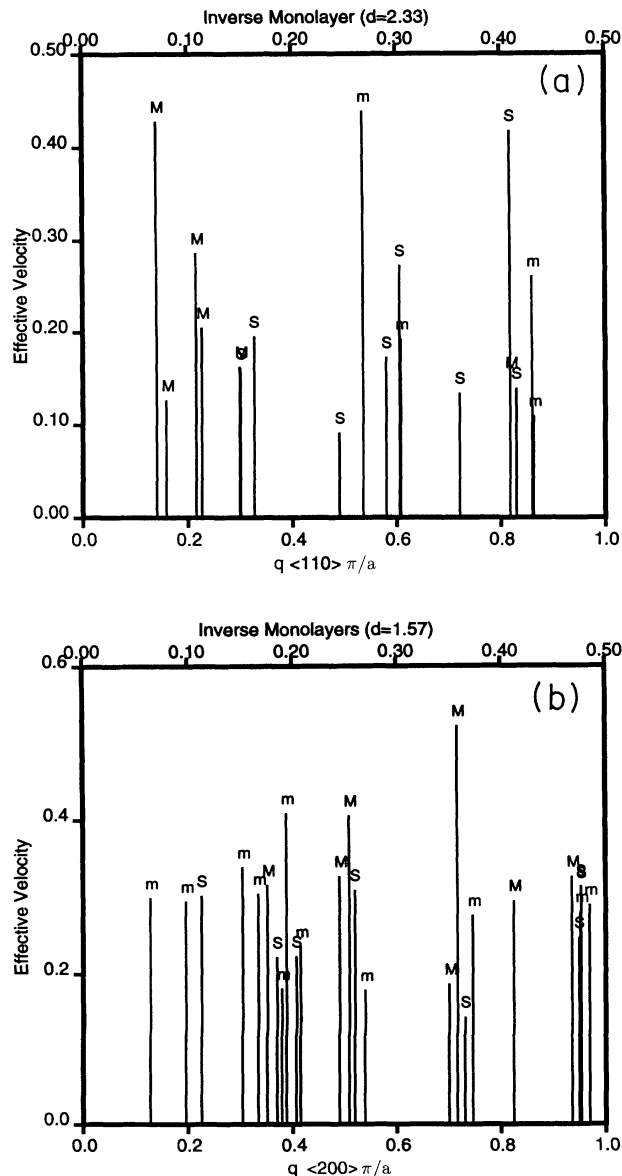 Inverse Monolayer (d=2.33)
0.00 0.10 0.20 0.30 0.40 0.50
(a)
0.50
0.40
0.30
0.20
0.10
0.00
Effective Velocity
M M M M M S S S m S S m S S M S m m
0.0 0.2 0.4 0.6 0.8 1.0
q <110> π/a
Inverse Monolayers (d=1.57)
0.00 0.10 0.20 0.30 0.40 0.50
(b)
0.6
0.4
0.2
0.0
Effective Velocity
m m S m m M S m m S m M M S m M M S m M M S S m S m
0.0 0.2 0.4 0.6 0.8 1.0
q <200> π/a